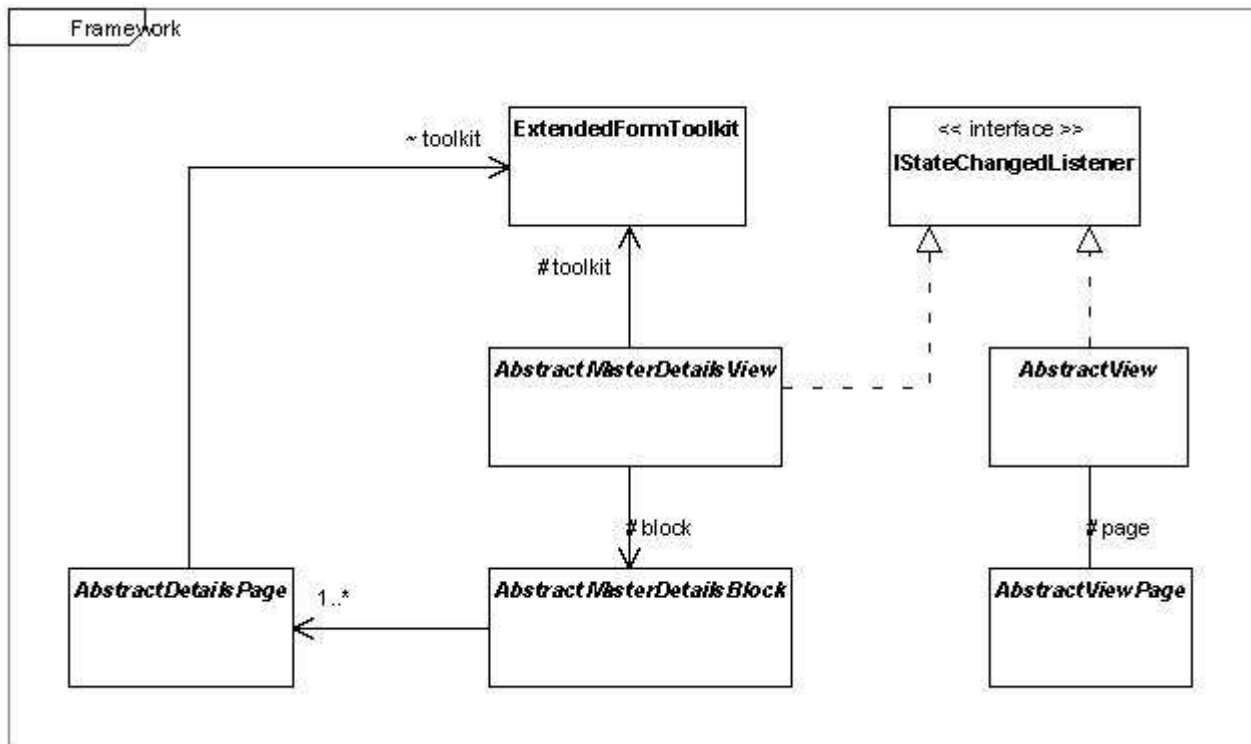 Framework
ExtendedFormToolkit
<< interface >>
IStateChangedListener
~ toolkit
# toolkit
AbstractMasterDetailsView
AbstractView
# block
# page
AbstractDetailsPage
1..*
AbstractMasterDetailsBlock
AbstractViewPage